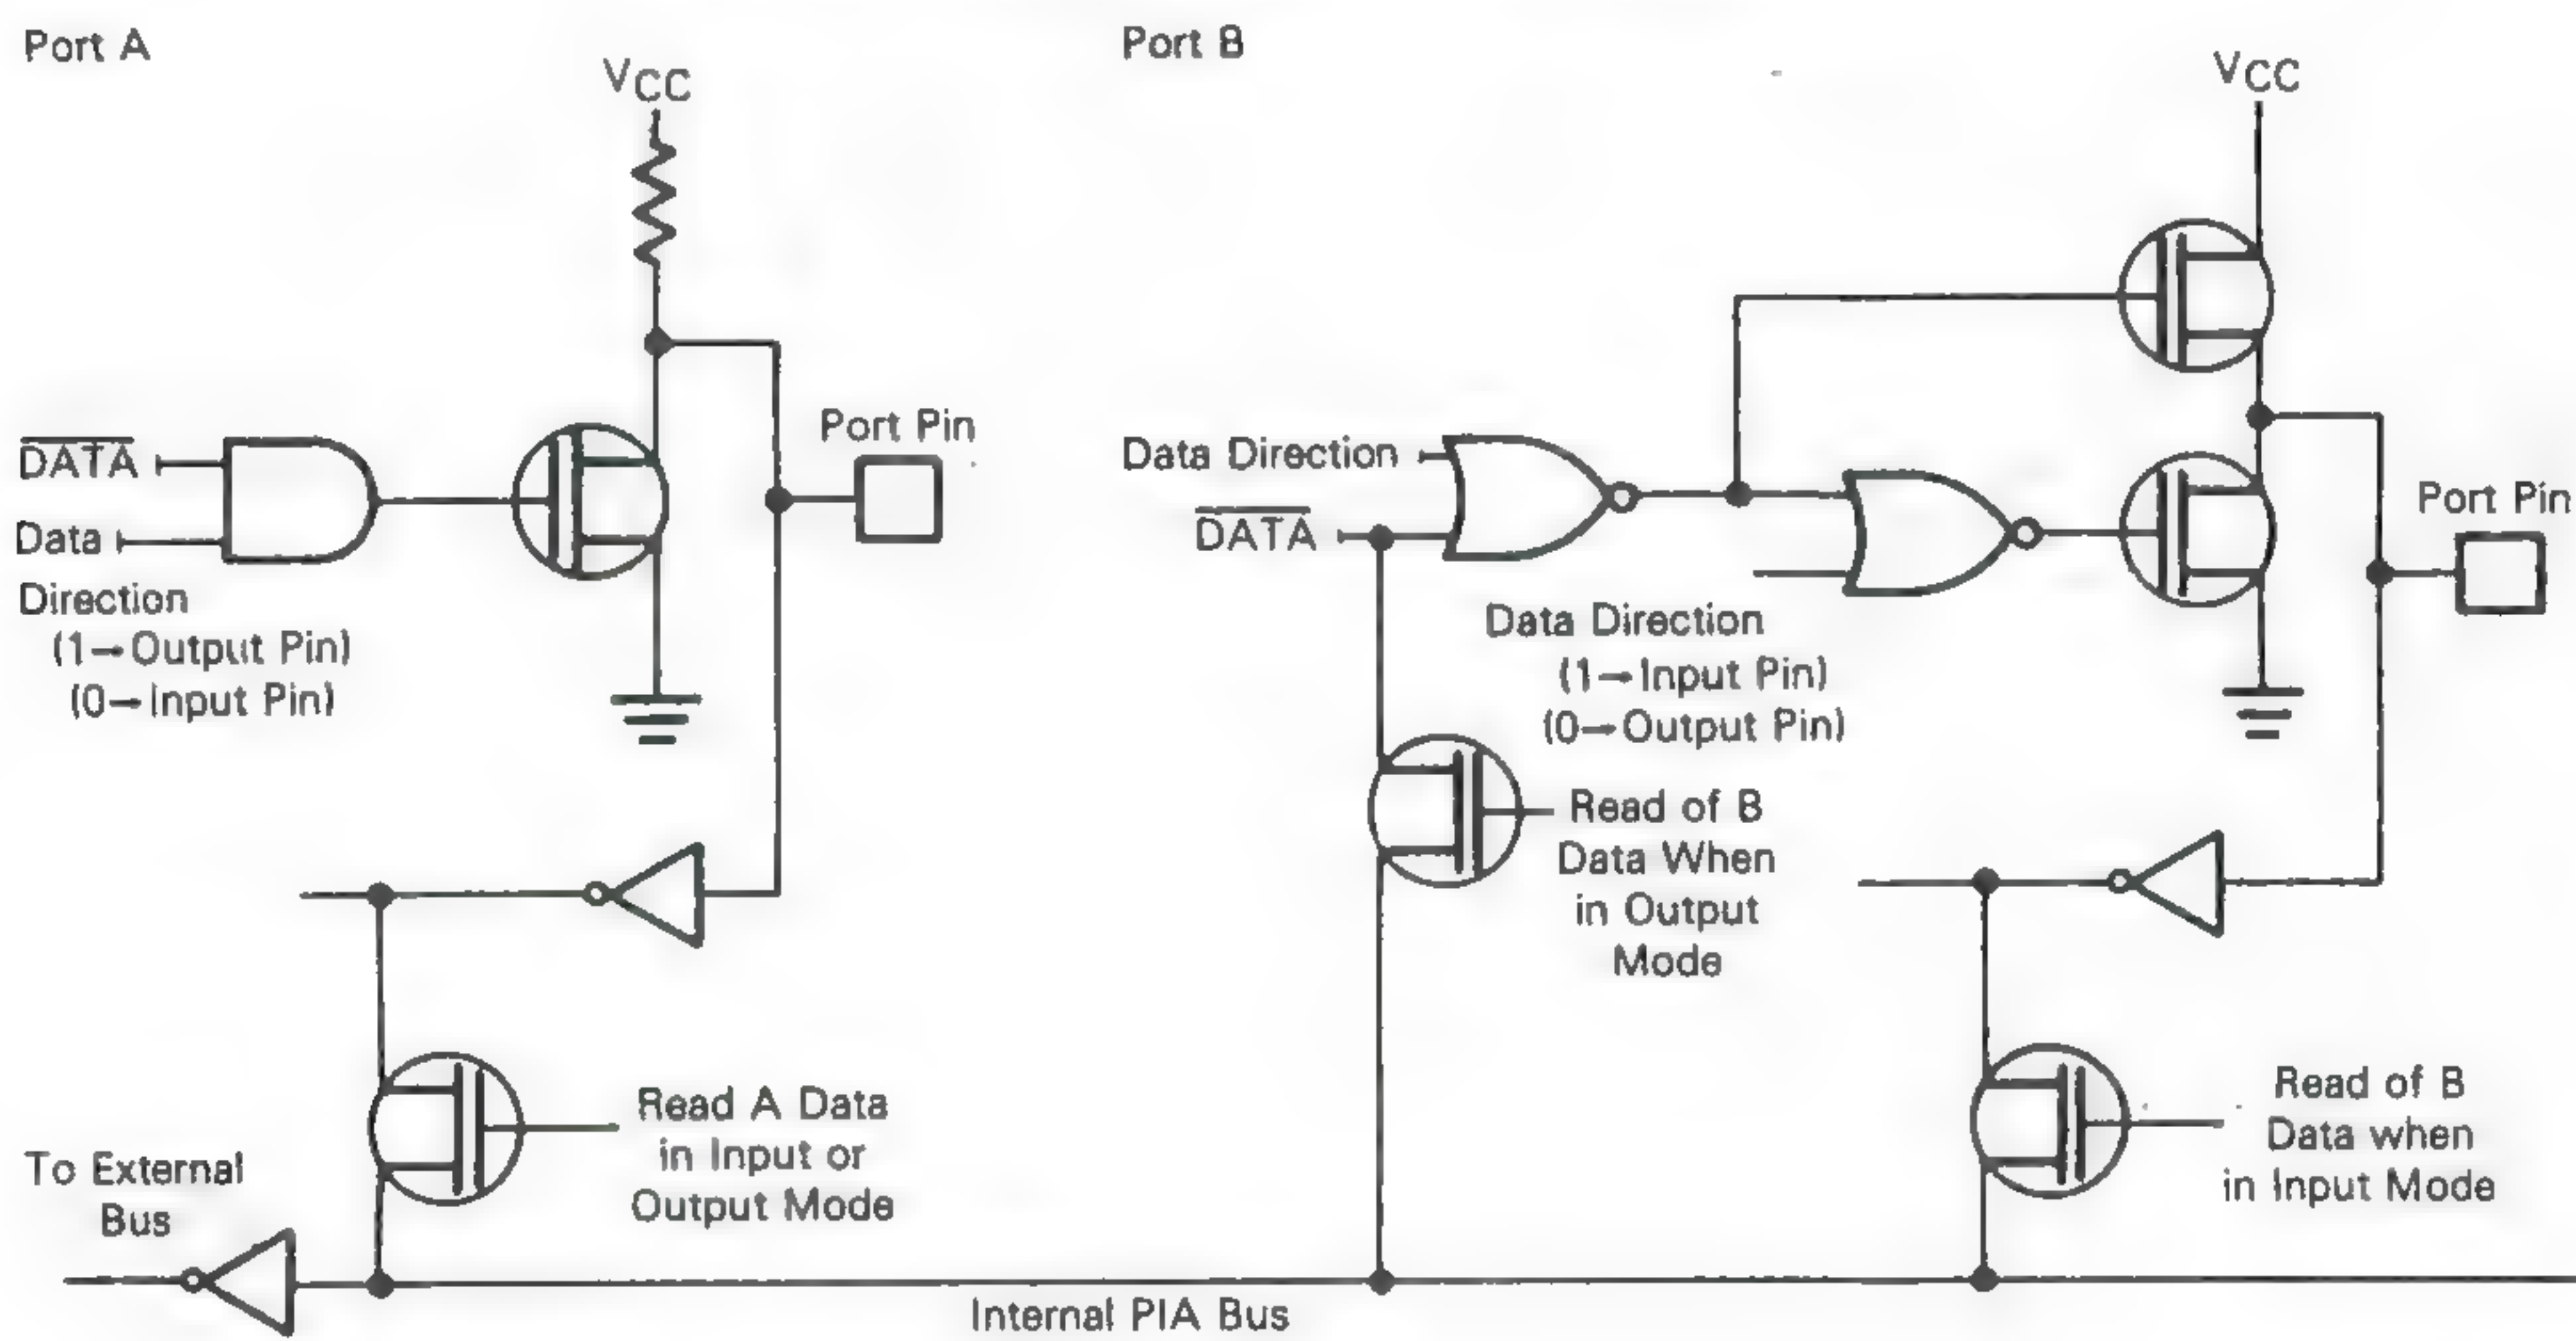 Port A
VCC
DATA
Data
Direction
(1→Output Pin)
(0→Input Pin)
Port Pin
Read A Data
in Input or
Output Mode
To External
Bus
Internal PIA Bus
Port B
VCC
Data Direction
DATA
Data Direction
(1→Input Pin)
(0→Output Pin)
Port Pin
Read of B
Data When
in Output
Mode
Read of B
Data when
in Input Mode